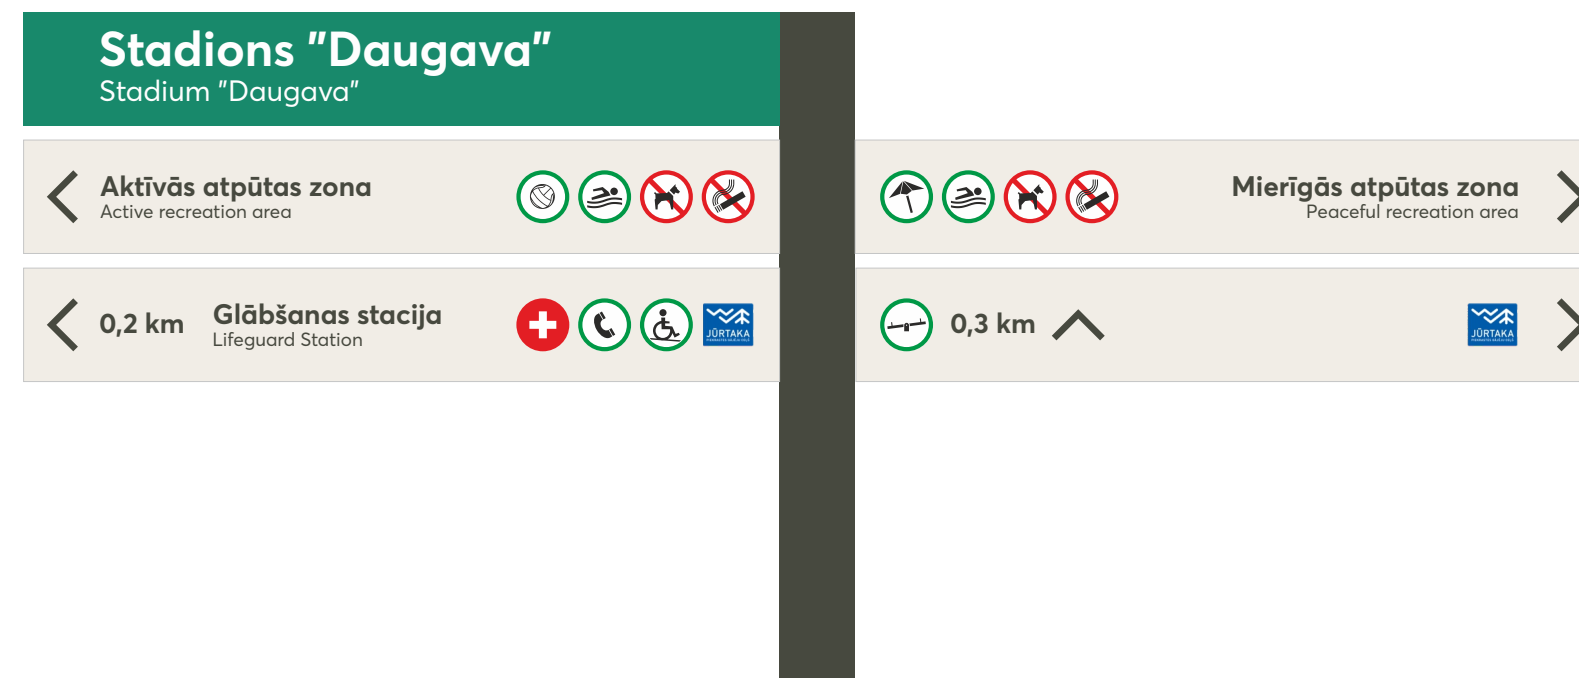 Stadions "Daugava"
Stadium "Daugava"
Aktīvās atpūtas zona
Active recreation area
Mierīgās atpūtas zona
Peaceful recreation area
0,2 km
Glābšanas stacija
Lifeguard Station
JŪRTAKA
0,3 km
JŪRTAKA